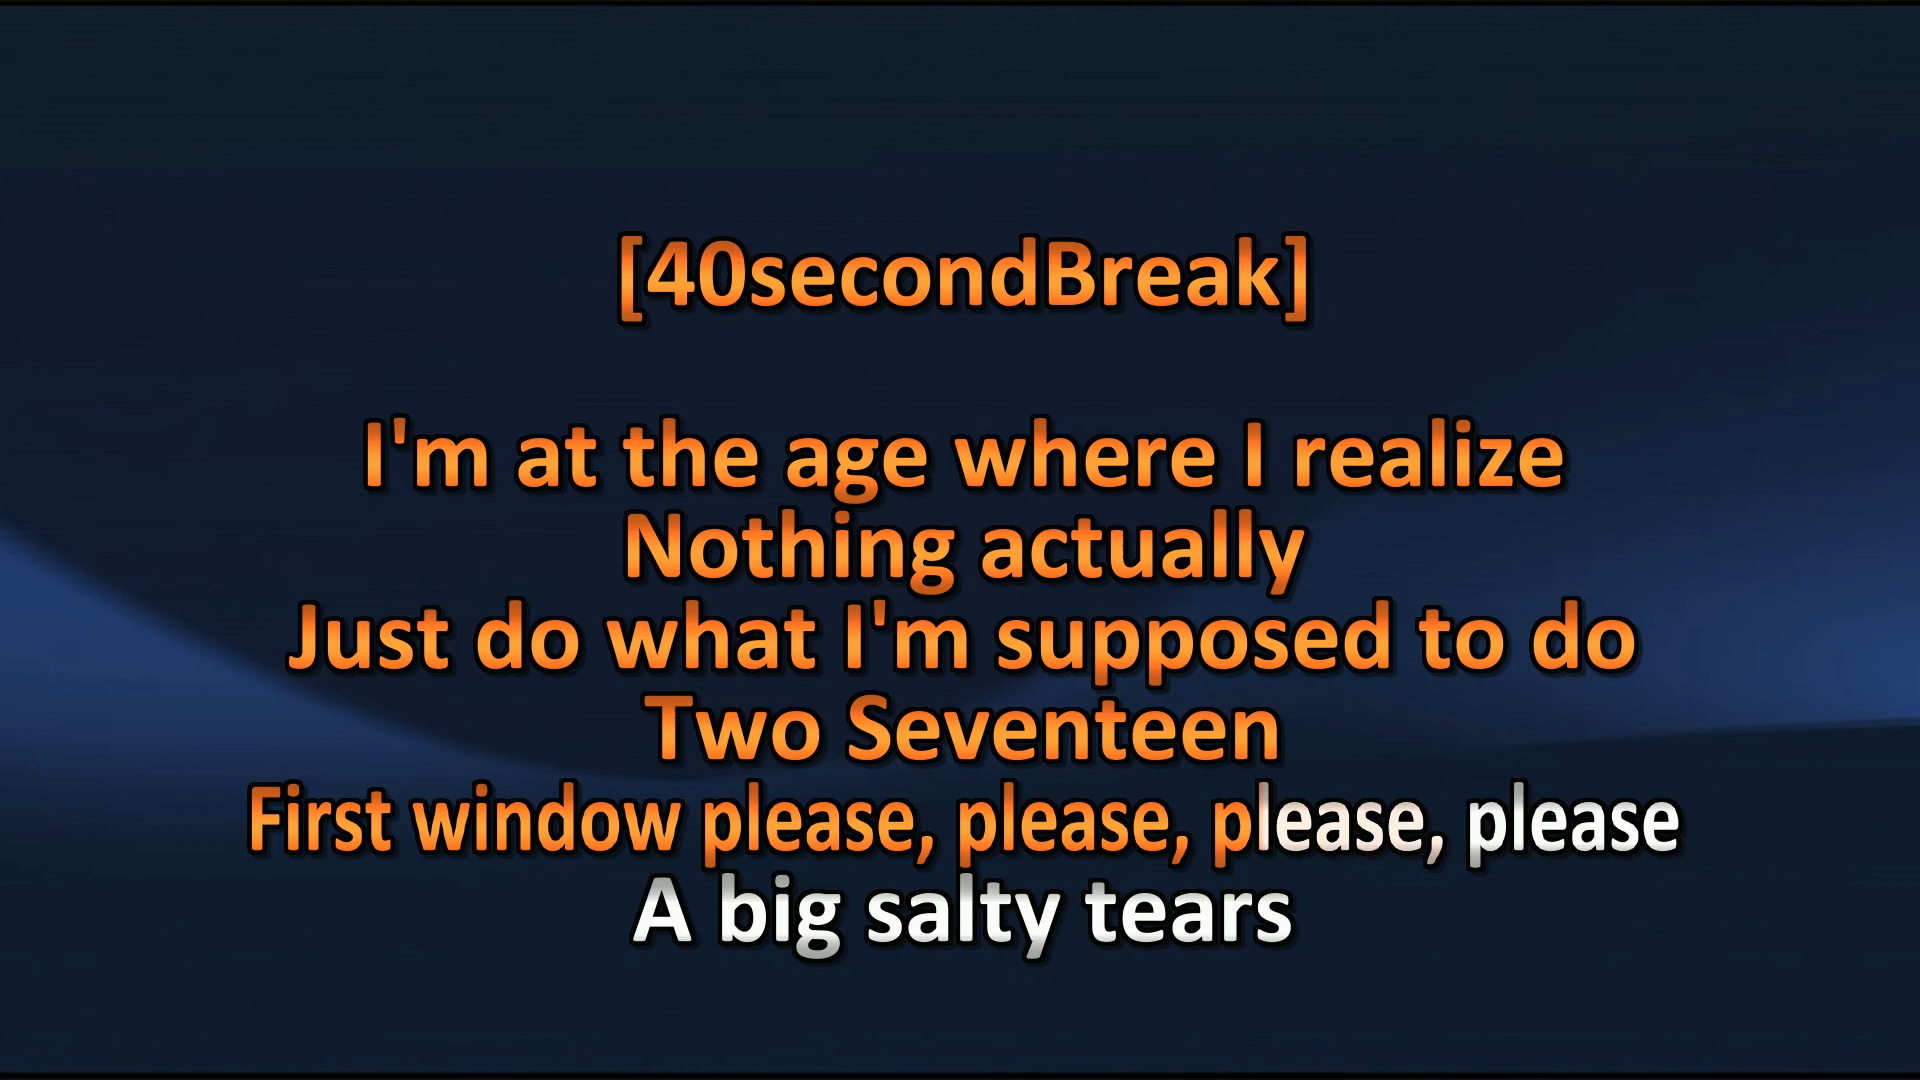 [40secondBreak]
I'm at the age where I realize
Nothing actually
Just do what I'm supposed to do
Two Seventeen
First window please, please, please, please
A big salty tears